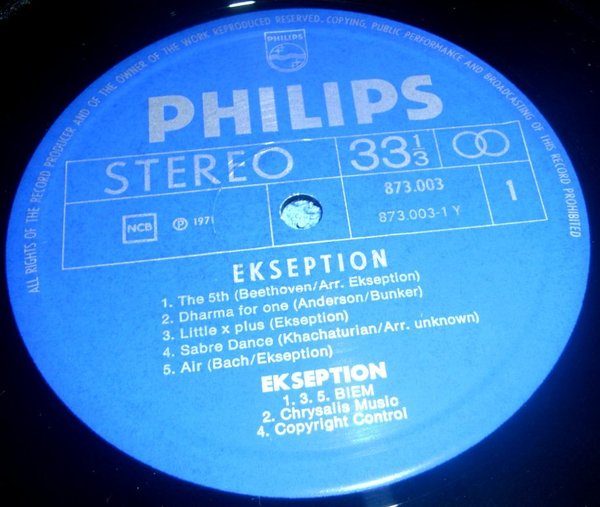 ALL RIGHTS OF THE RECORD PRODUCER AND OF THE OWNER OF THE WORK REPRODUCED RESERVED. COPYING, PUBLIC PERFORMANCE AND BROADCASTING OF THIS RECORD PROHIBITED
PHILIPS
PHILIPS
STEREO 33 1/3
NCB ℗ 1971 873.003 1
873.003-1 Y
EKSEPTION
1. The 5th (Beethoven/Arr. Ekseption)
2. Dharma for one (Anderson/Bunker)
3. Little x plus (Ekseption)
4. Sabre Dance (Khachaturian/Arr. unknown)
5. Air (Bach/Ekseption)
EKSEPTION
1. 3. 5. BIEM
2. Chrysalis Music
4. Copyright Control